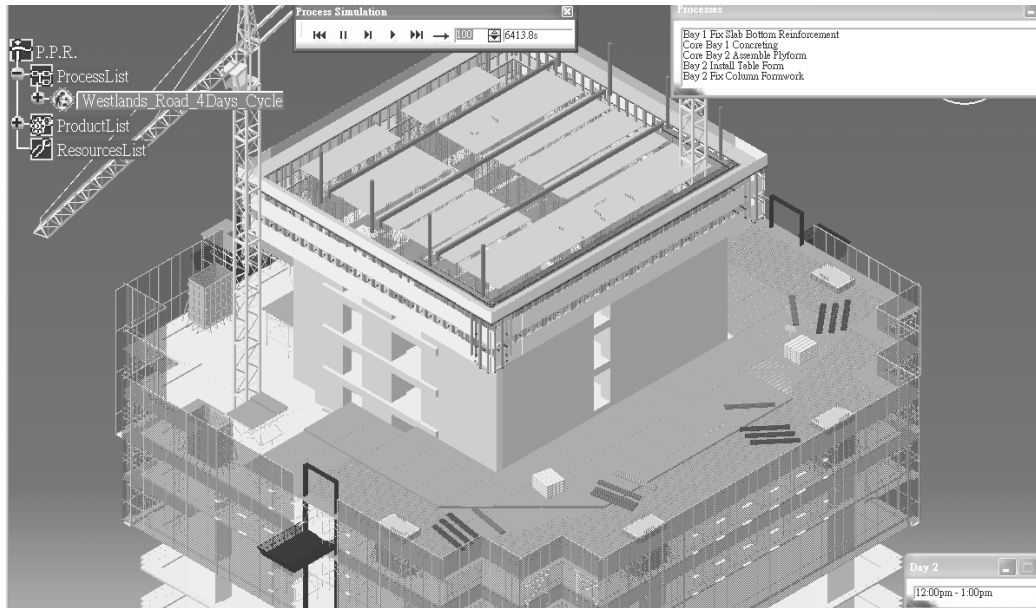 Process Simulation
100
6413.8s
Processes
Bay 1 Fix Slab Bottom Reinforcement
Core Bay 1 Concreting
Core Bay 2 Assemble Plyform
Bay 2 Install Table Form
Bay 2 Fix Column Formwork
P.P.R.
ProcessList
Westlands_Road_4Days_Cycle
ProductList
ResourcesList
Day 2
12:00pm - 1:00pm